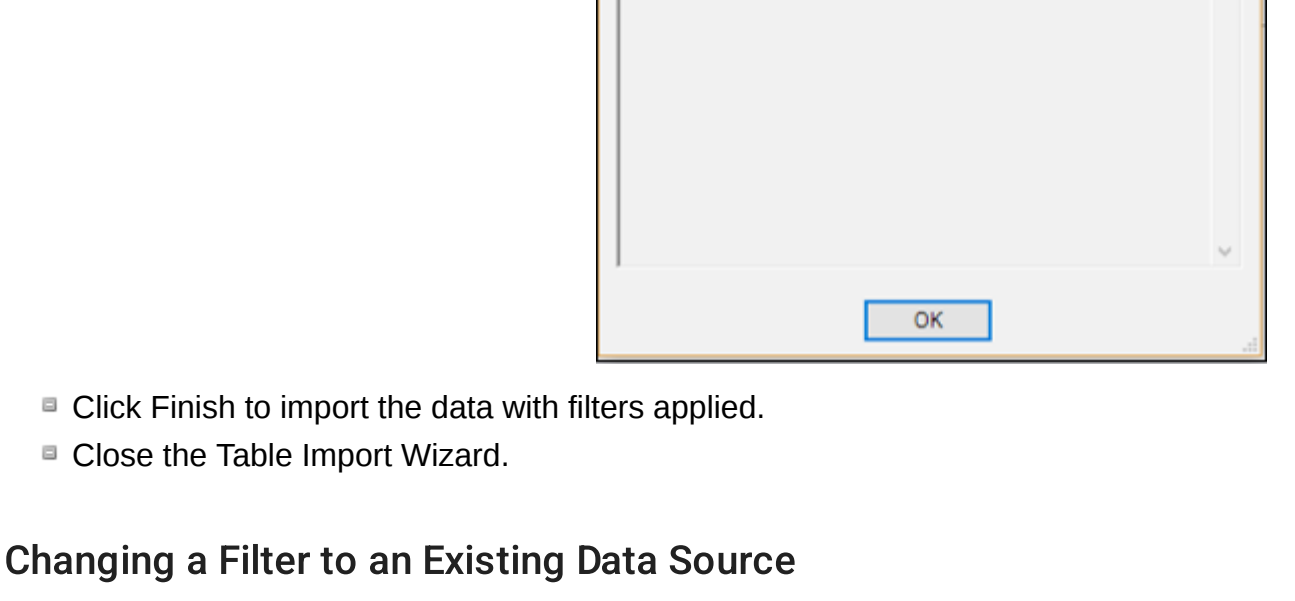 OK
Click Finish to import the data with filters applied.
Close the Table Import Wizard.
Changing a Filter to an Existing Data Source